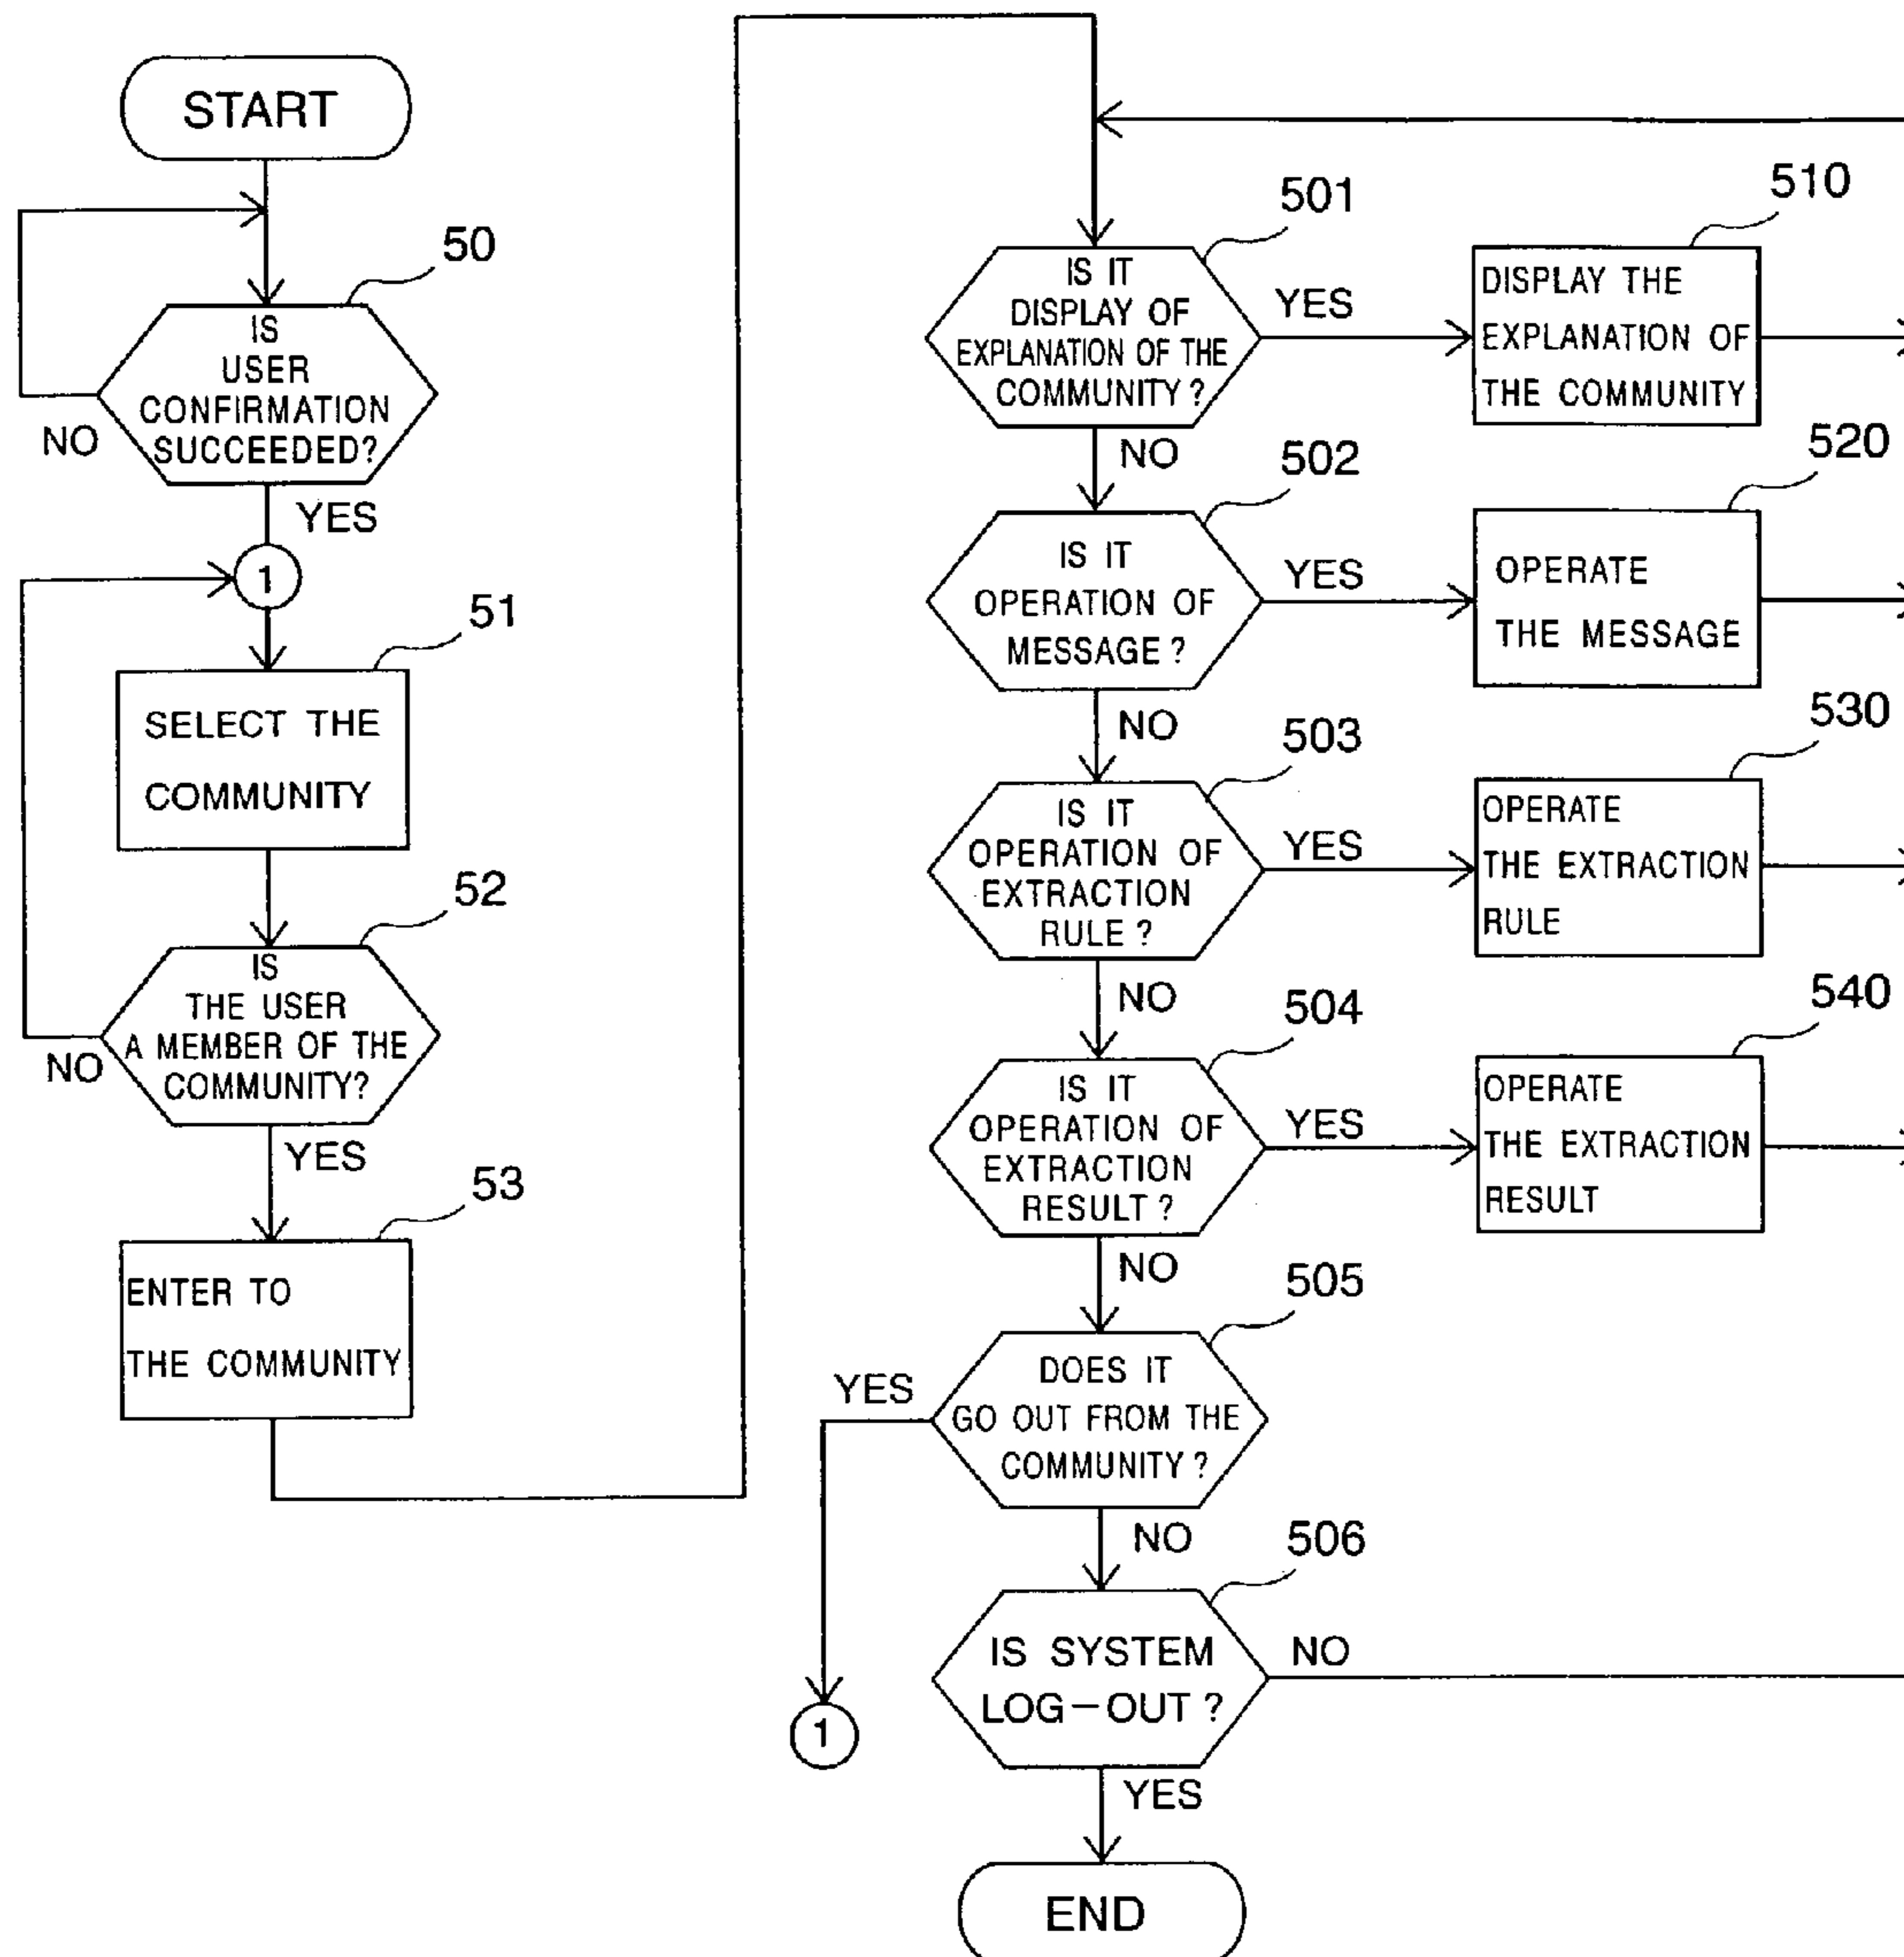 START
50
IS
USER
CONFIRMATION
SUCCEEDED?
NO
YES
1
51
SELECT THE
COMMUNITY
52
IS
THE USER
A MEMBER OF THE
COMMUNITY?
NO
YES
53
ENTER TO
THE COMMUNITY
501
IS IT
DISPLAY OF
EXPLANATION OF THE
COMMUNITY?
YES
NO
510
DISPLAY THE
EXPLANATION OF
THE COMMUNITY
502
IS IT
OPERATION OF
MESSAGE?
YES
NO
520
OPERATE
THE MESSAGE
503
IS IT
OPERATION OF
EXTRACTION
RULE?
YES
NO
530
OPERATE
THE EXTRACTION
RULE
504
IS IT
OPERATION OF
EXTRACTION
RESULT?
YES
NO
540
OPERATE
THE EXTRACTION
RESULT
505
DOES IT
GO OUT FROM THE
COMMUNITY?
YES
NO
1
506
IS SYSTEM
LOG-OUT?
NO
YES
END